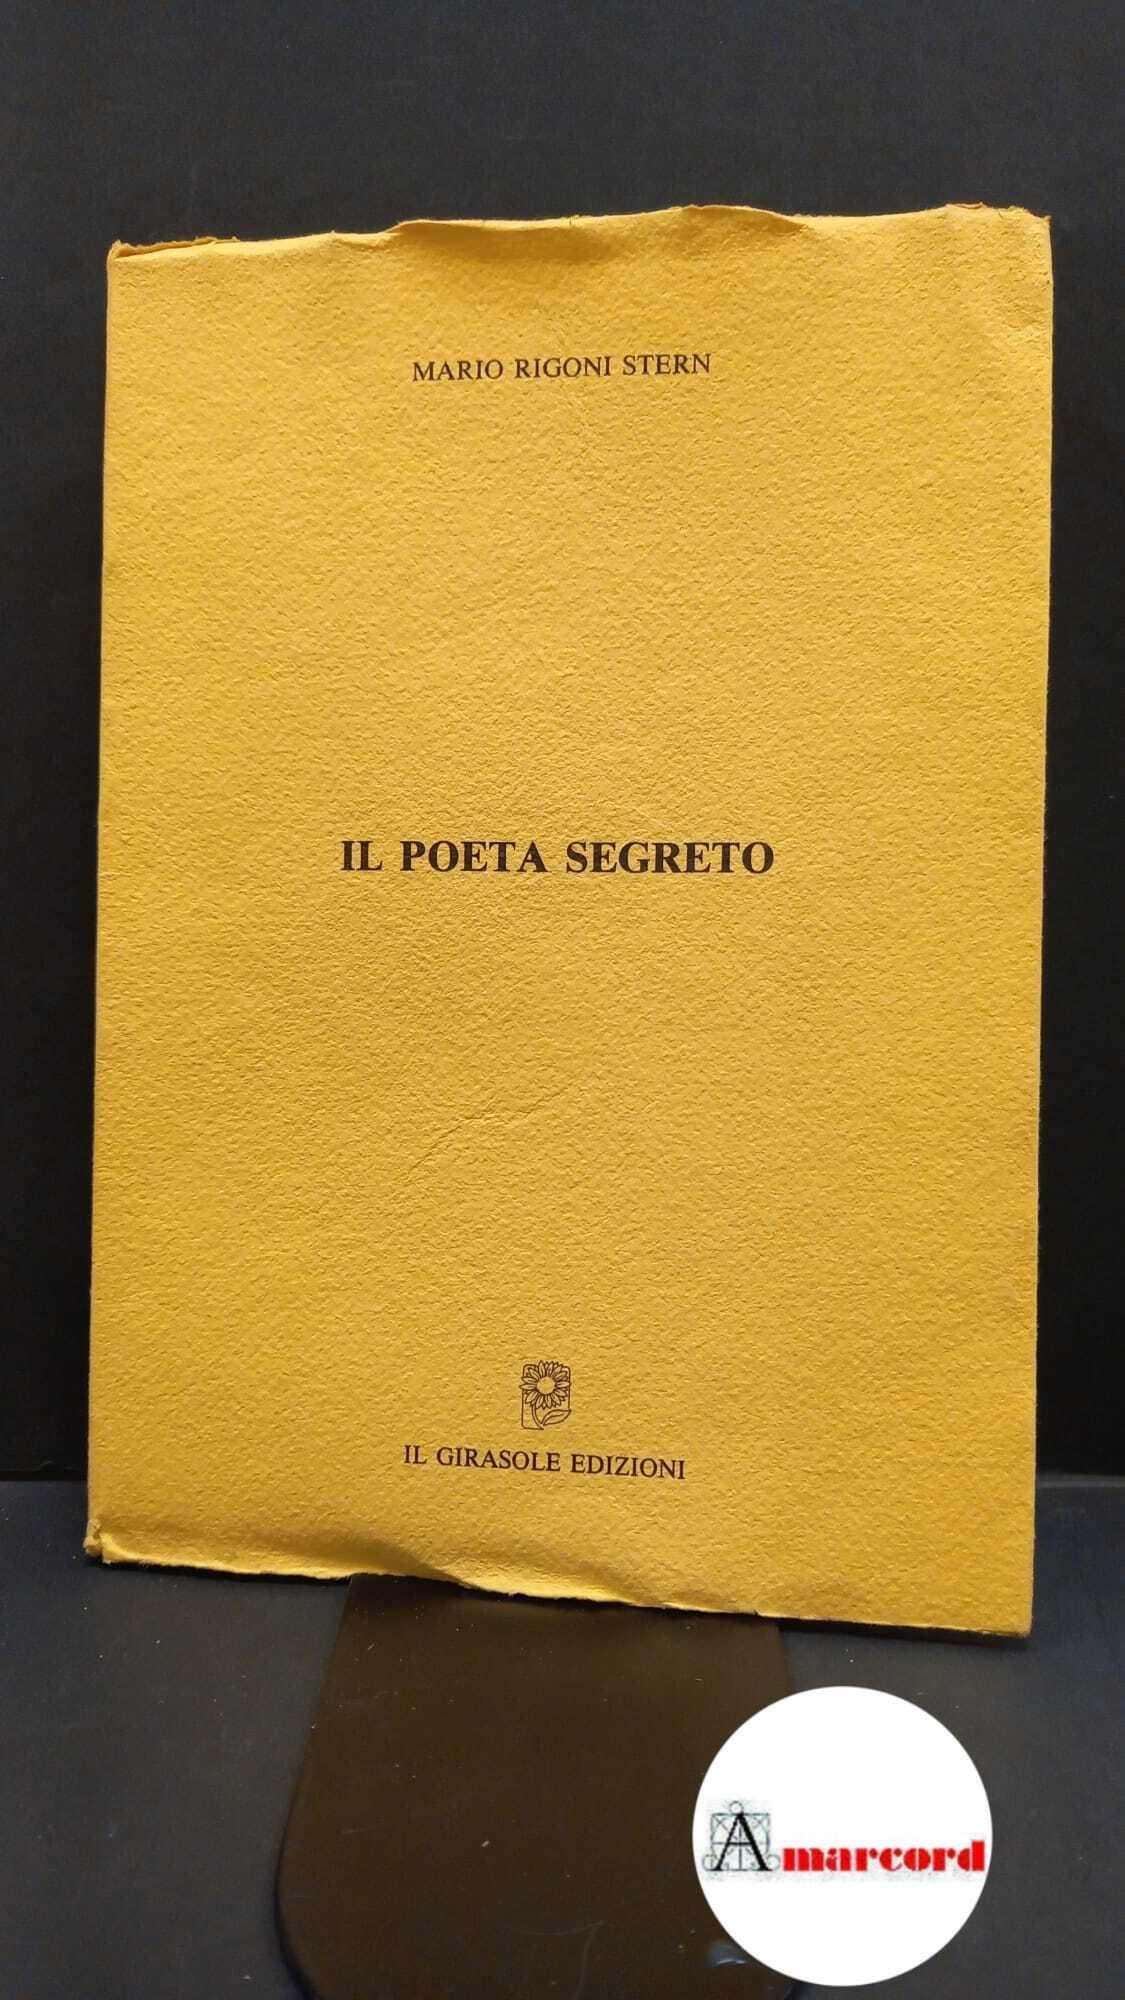 MARIO RIGONI STERN
IL POETA SEGRETO
IL GIRASOLE EDIZIONI
Amarcord